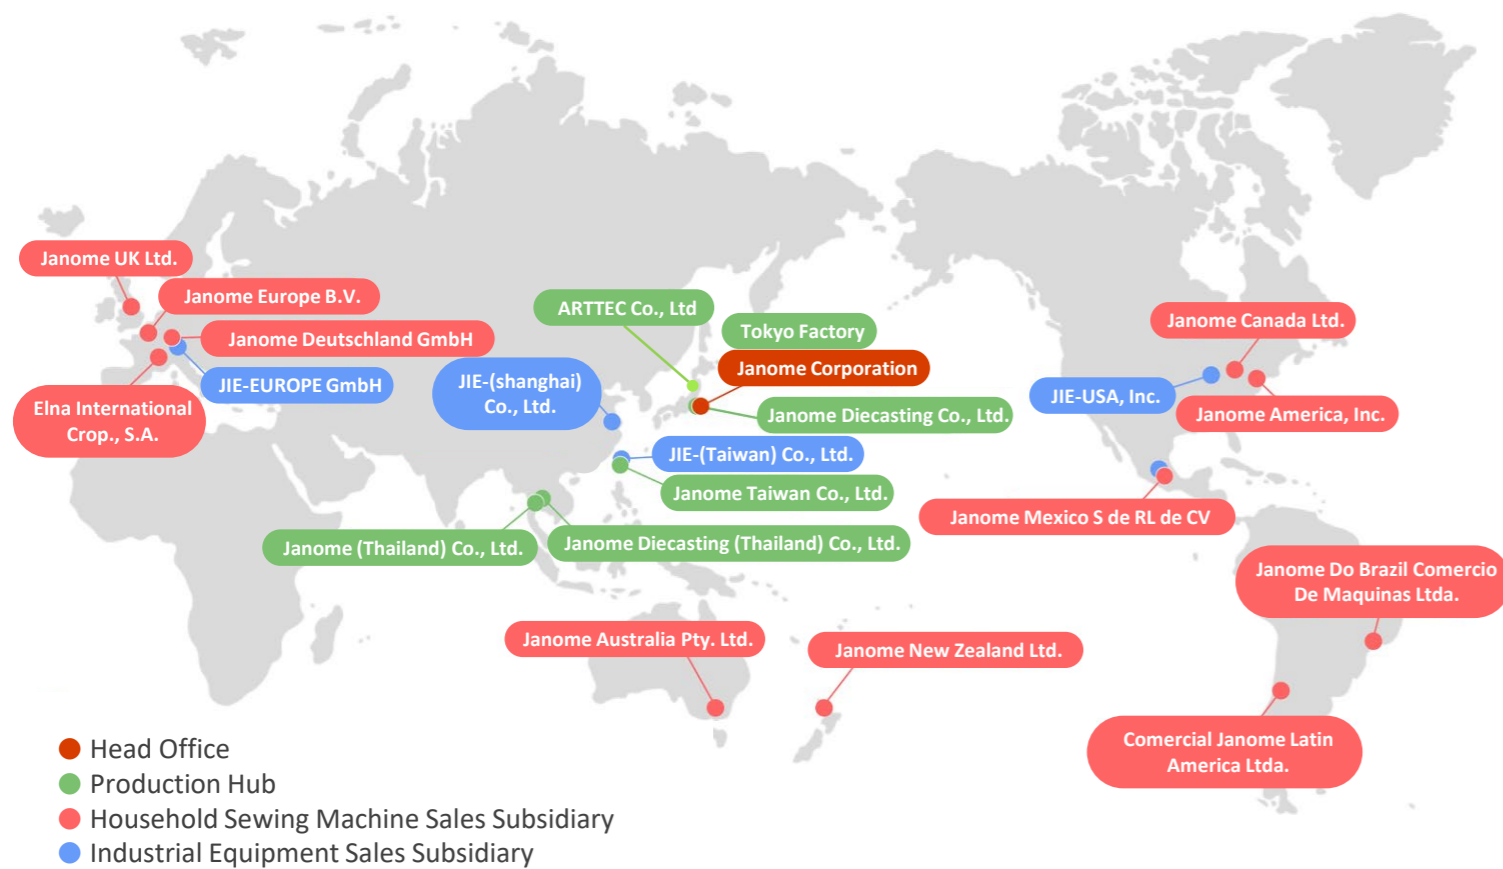 Janome UK Ltd.
Janome Europe B.V.
Janome Deutschland GmbH
JIE-EUROPE GmbH
Elna International
Crop., S.A.
ARTTEC Co., Ltd
Tokyo Factory
Janome Corporation
JIE-(shanghai)
Co., Ltd.
Janome Diecasting Co., Ltd.
JIE-(Taiwan) Co., Ltd.
Janome Taiwan Co., Ltd.
Janome (Thailand) Co., Ltd.
Janome Diecasting (Thailand) Co., Ltd.
Janome Canada Ltd.
JIE-USA, Inc.
Janome America, Inc.
Janome Mexico S de RL de CV
Janome Do Brazil Comercio
De Maquinas Ltda.
Janome Australia Pty. Ltd.
Janome New Zealand Ltd.
Comercial Janome Latin
America Ltda.
Head Office
Production Hub
Household Sewing Machine Sales Subsidiary
Industrial Equipment Sales Subsidiary